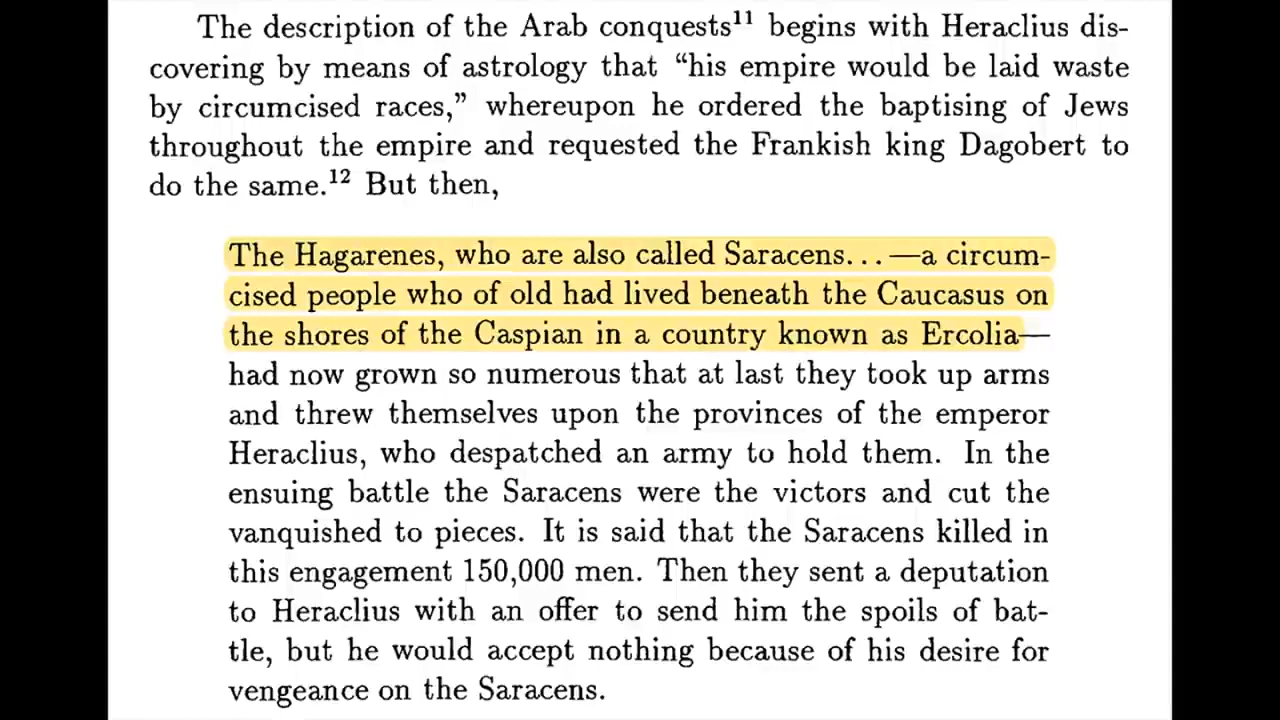 The description of the Arab conquests¹¹ begins with Heraclius dis-
covering by means of astrology that “his empire would be laid waste
by circumcised races,” whereupon he ordered the baptising of Jews
throughout the empire and requested the Frankish king Dagobert to
do the same.¹² But then,
The Hagarenes, who are also called Saracens. . . —a circum-
cised people who of old had lived beneath the Caucasus on
the shores of the Caspian in a country known as Ercolia—
had now grown so numerous that at last they took up arms
and threw themselves upon the provinces of the emperor
Heraclius, who despatched an army to hold them. In the
ensuing battle the Saracens were the victors and cut the
vanquished to pieces. It is said that the Saracens killed in
this engagement 150,000 men. Then they sent a deputation
to Heraclius with an offer to send him the spoils of bat-
tle, but he would accept nothing because of his desire for
vengeance on the Saracens.